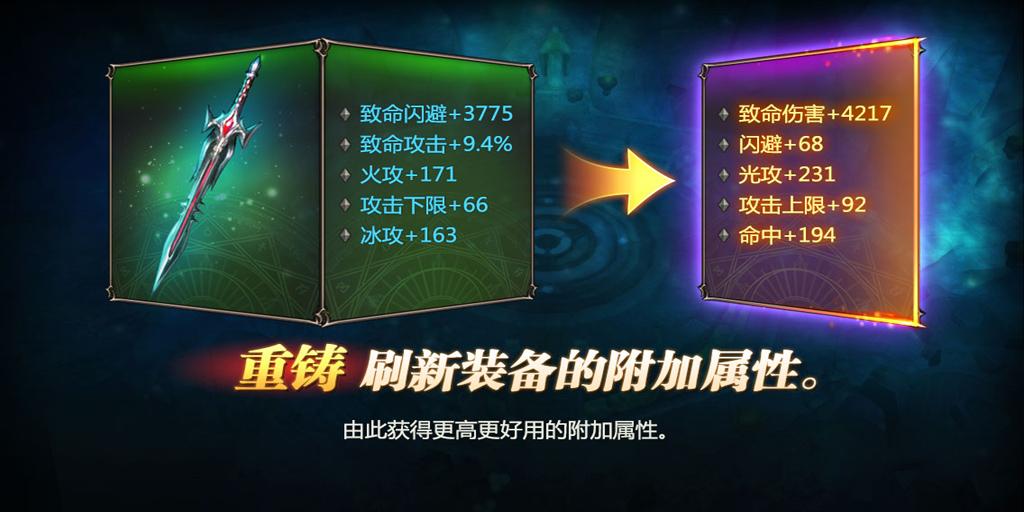 致命闪避+3775
致命攻击+9.4%
火攻+171
攻击下限+66
冰攻+163
致命伤害+4217
闪避+68
光攻+231
攻击上限+92
命中+194
重铸 刷新装备的附加属性。
由此获得更高更好用的附加属性。